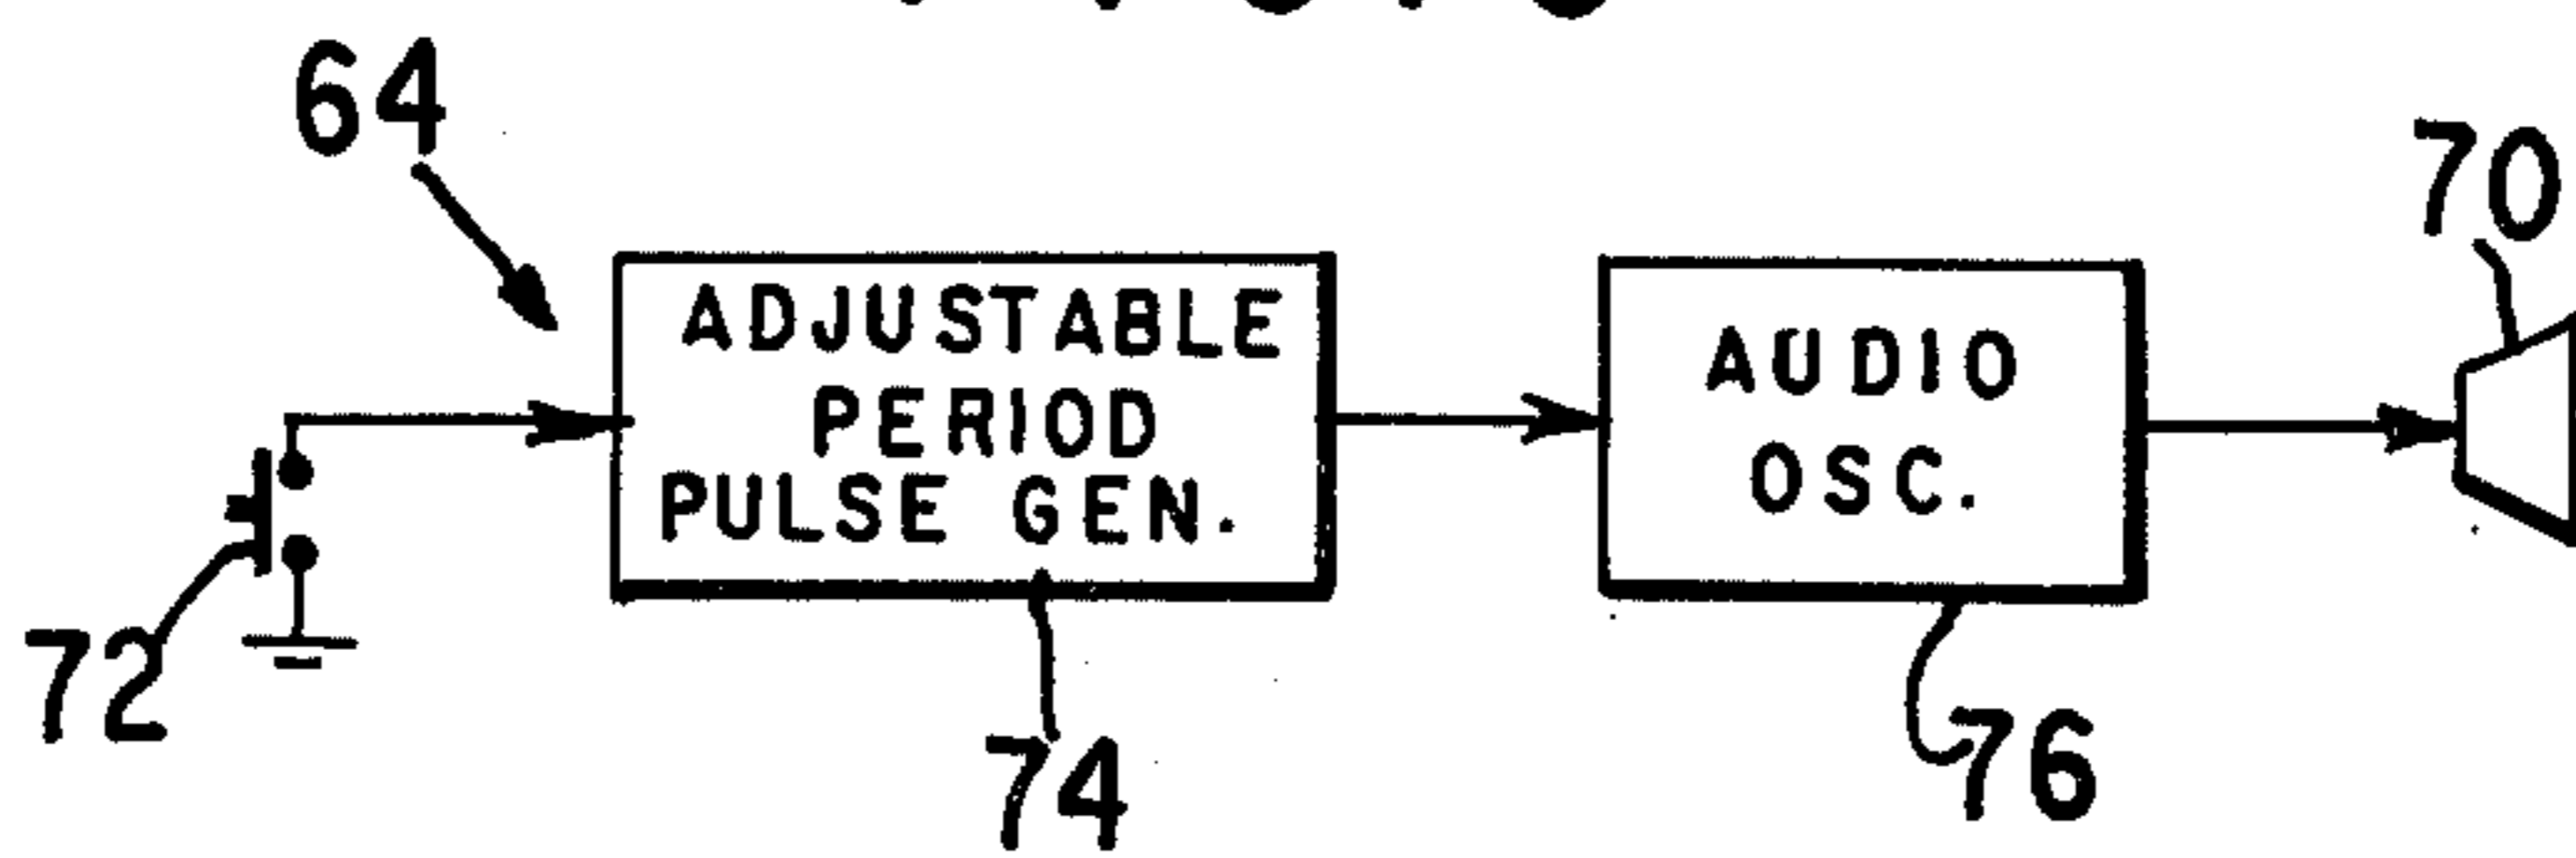 64
70
ADJUSTABLE
PERIOD
PULSE GEN.
AUDIO
OSC.
72
74
76